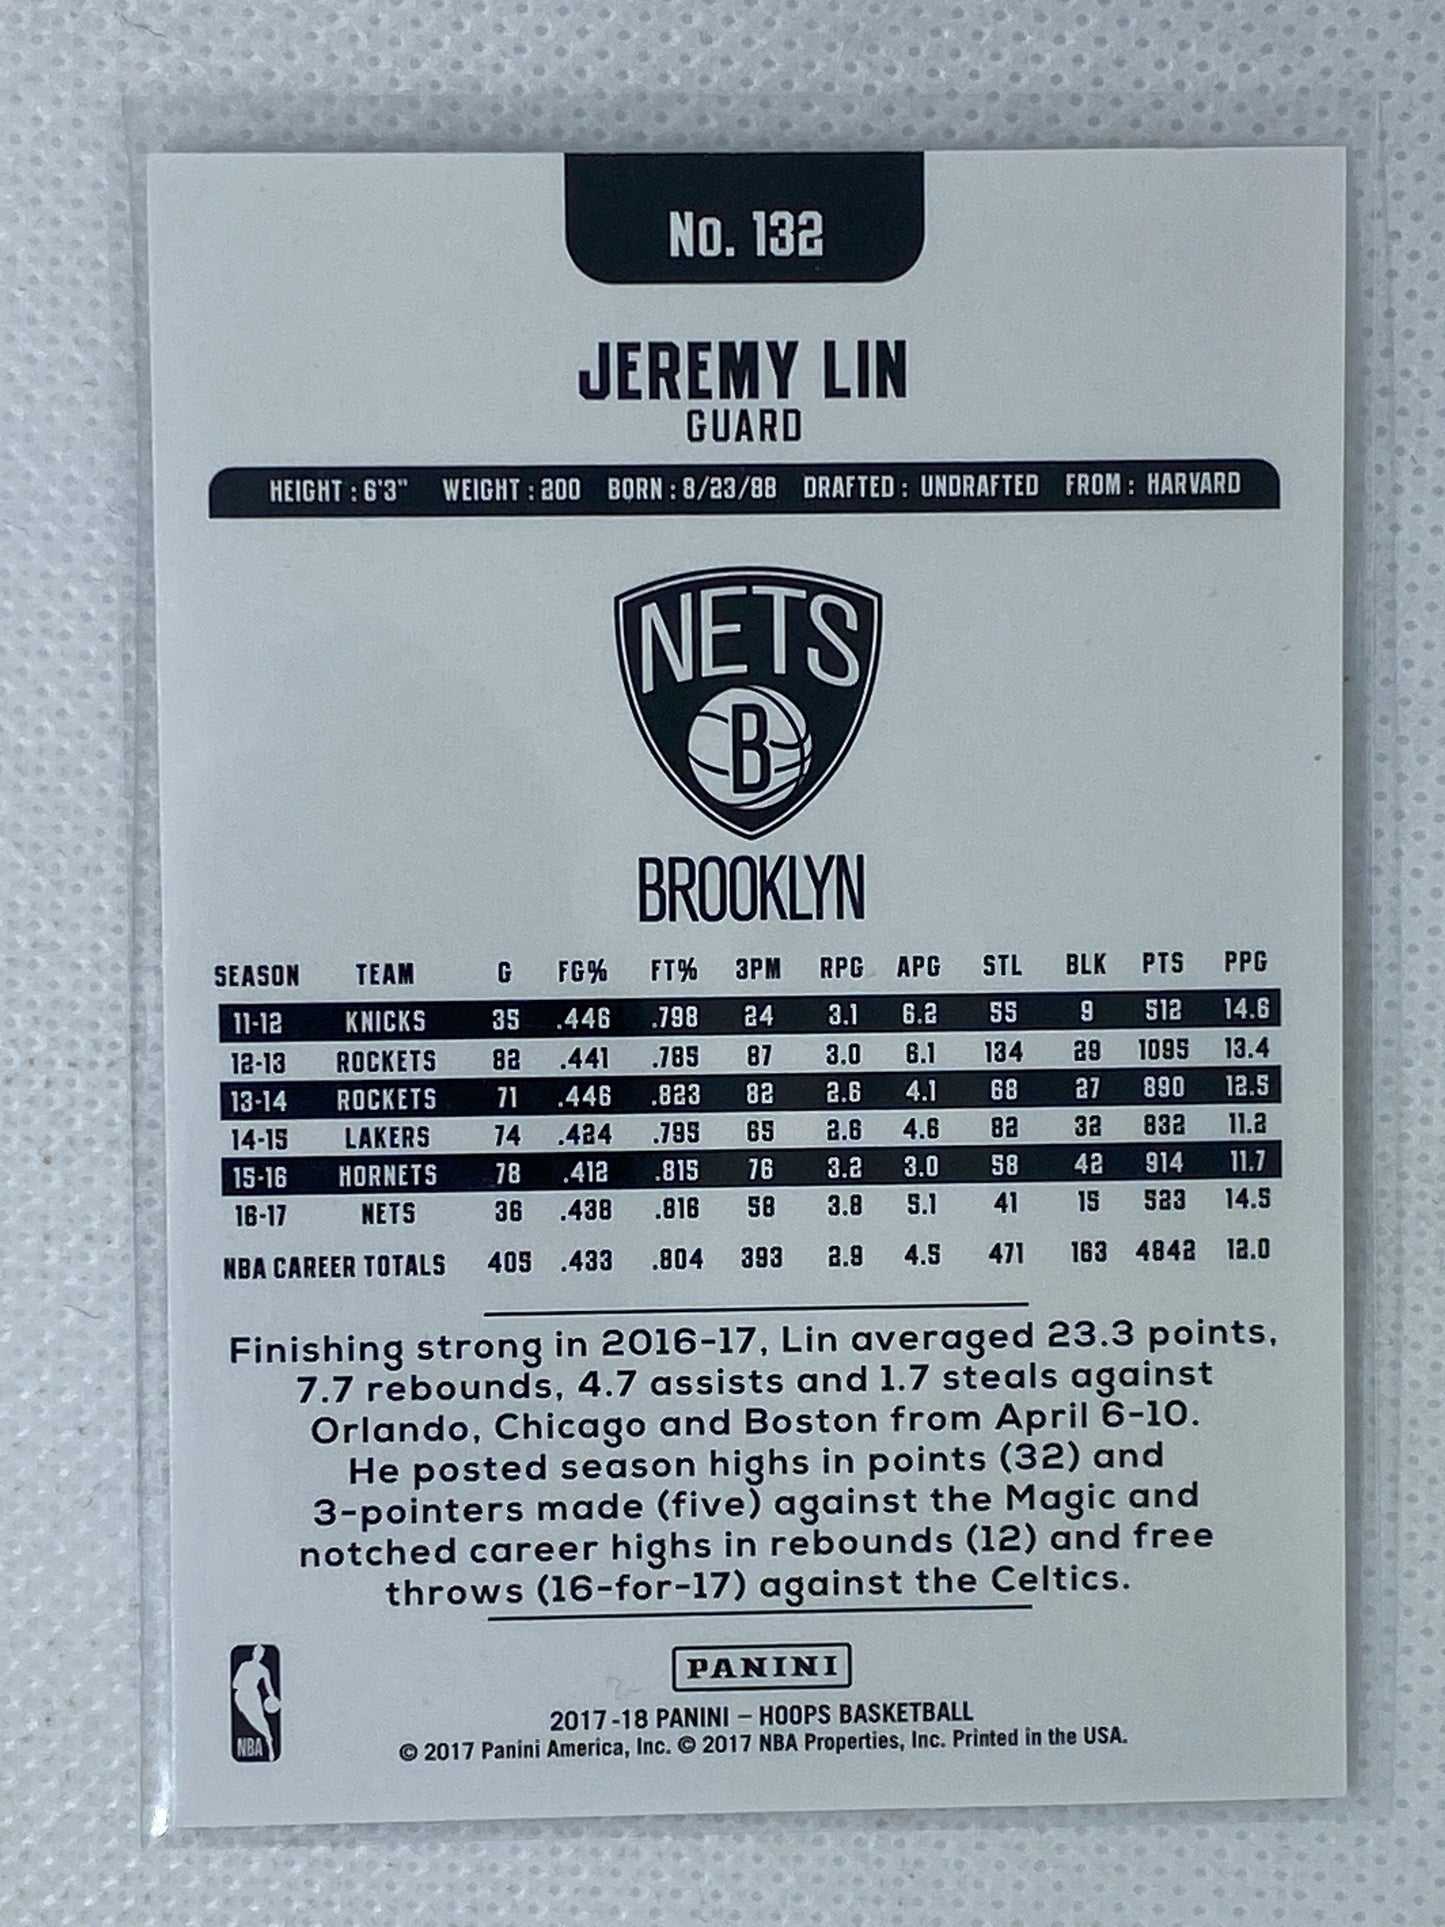 No. 132
JEREMY LIN
GUARD
HEIGHT : 6'3" WEIGHT : 200 BORN : 8/23/88 DRAFTED : UNDRAFTED FROM : HARVARD
NETS
B
BROOKLYN
SEASON TEAM G FG% FT% 3PM RPG APG STL BLK PTS PPG
11-12 KNICKS 35 .446 .798 24 3.1 6.2 55 9 512 14.6
12-13 ROCKETS 82 .441 .785 87 3.0 6.1 134 29 1095 13.4
13-14 ROCKETS 71 .446 .823 82 2.6 4.1 68 27 890 12.5
14-15 LAKERS 74 .424 .795 65 2.6 4.6 82 32 832 11.2
15-16 HORNETS 78 .412 .815 76 3.2 3.0 58 42 914 11.7
16-17 NETS 36 .438 .816 58 3.8 5.1 41 15 523 14.5
NBA CAREER TOTALS 405 .433 .804 393 2.9 4.5 471 163 4842 12.0
Finishing strong in 2016-17, Lin averaged 23.3 points,
7.7 rebounds, 4.7 assists and 1.7 steals against
Orlando, Chicago and Boston from April 6-10.
He posted season highs in points (32) and
3-pointers made (five) against the Magic and
notched career highs in rebounds (12) and free
throws (16-for-17) against the Celtics.
PANINI
NBA
2017-18 PANINI – HOOPS BASKETBALL
© 2017 Panini America, Inc. © 2017 NBA Properties, Inc. Printed in the USA.